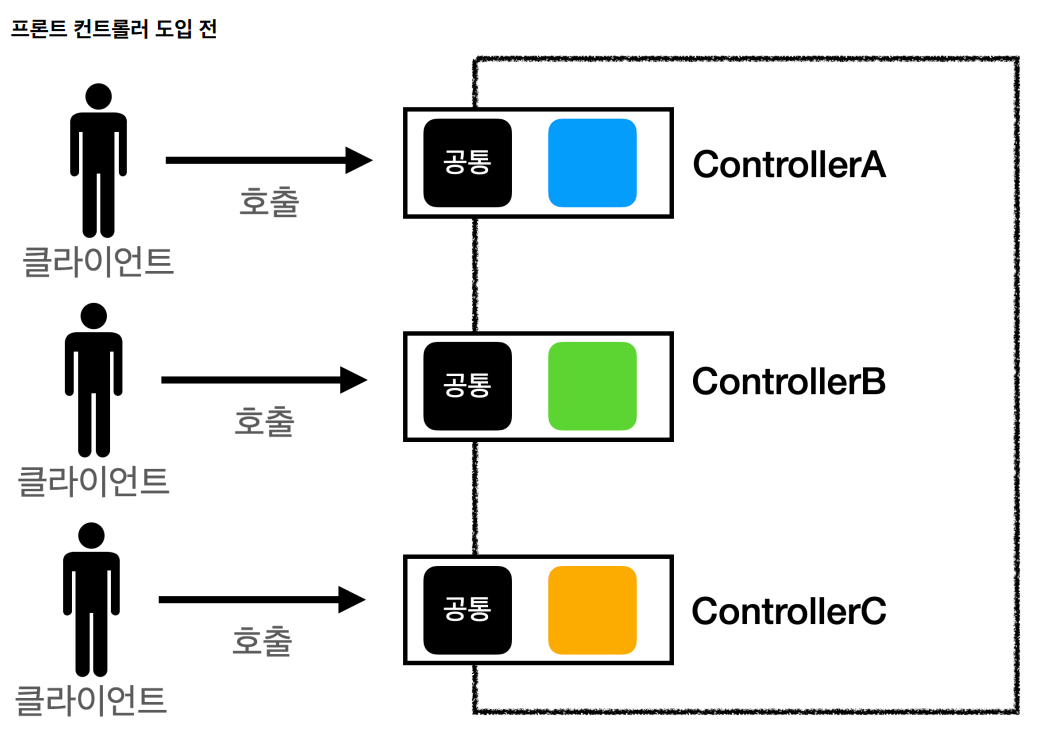 프론트 컨트롤러 도입 전
공통
ControllerA
호출
클라이언트
공통
ControllerB
호출
클라이언트
공통
ControllerC
호출
클라이언트